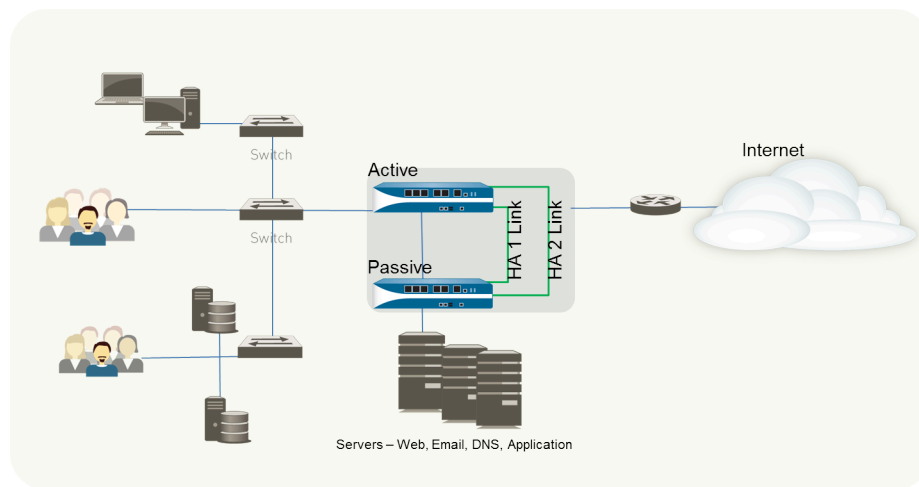 Switch
Active
Internet
HA 1 Link
HA 2 Link
Switch
Passive
Servers – Web, Email, DNS, Application